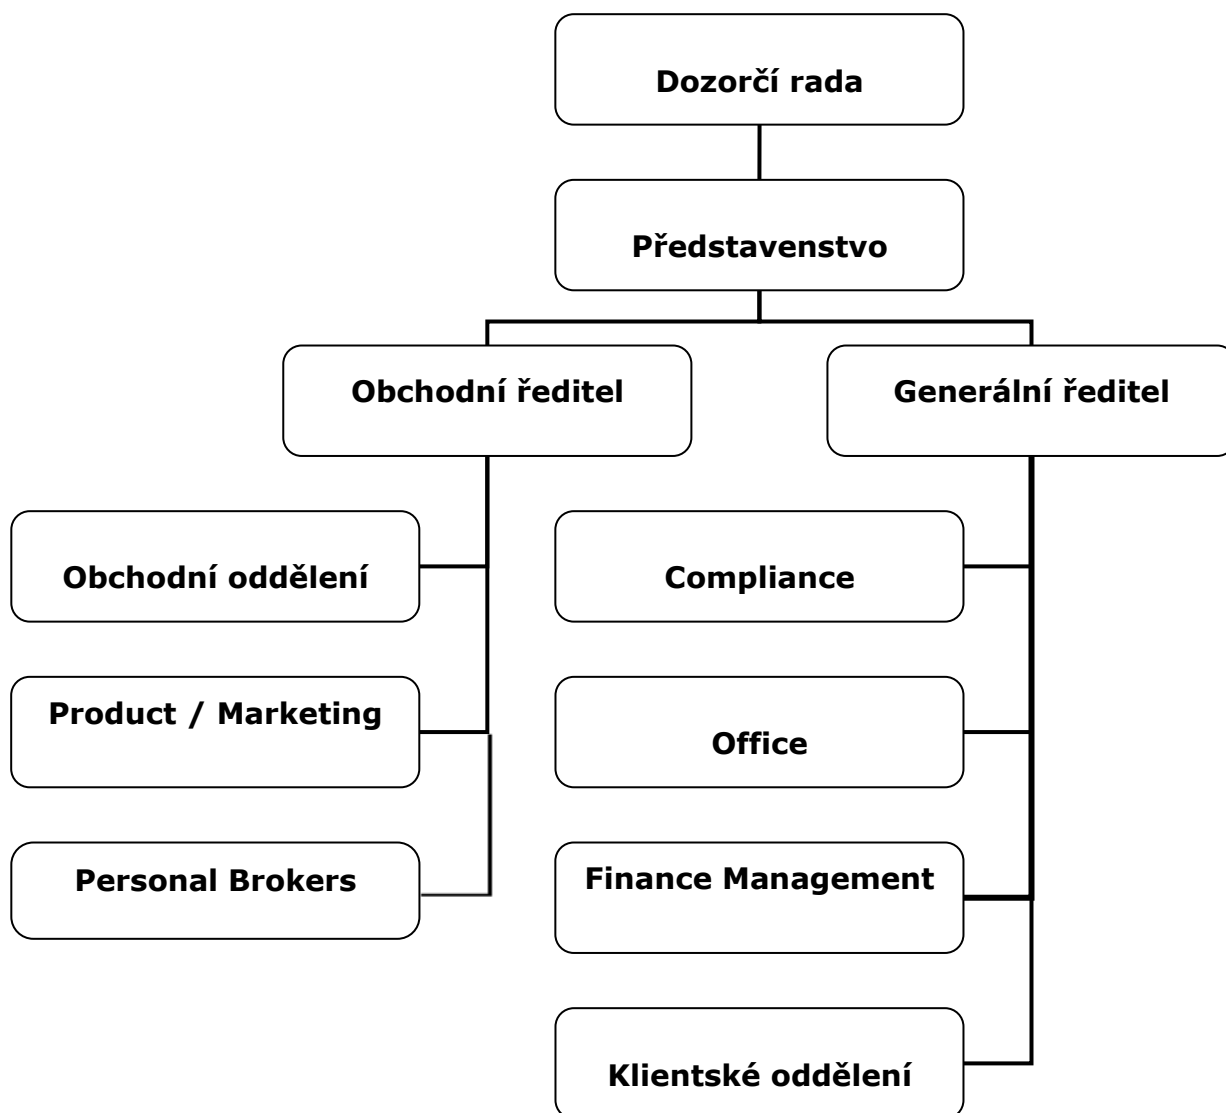 Dozorčí rada
Představenstvo
Obchodní ředitel
Generální ředitel
Obchodní oddělení
Compliance
Product / Marketing
Office
Personal Brokers
Finance Management
Klientské oddělení